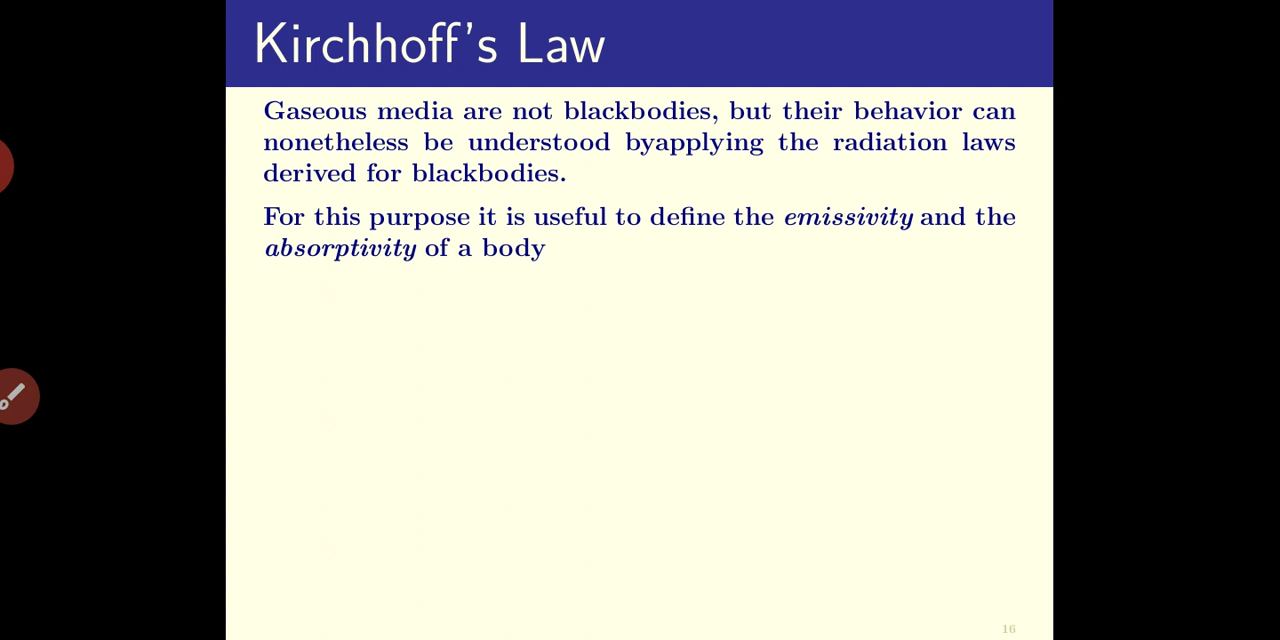 Kirchhoff's Law
Gaseous media are not blackbodies, but their behavior can
nonetheless be understood byapplying the radiation laws
derived for blackbodies.
For this purpose it is useful to define the emissivity and the
absorptivity of a body
16